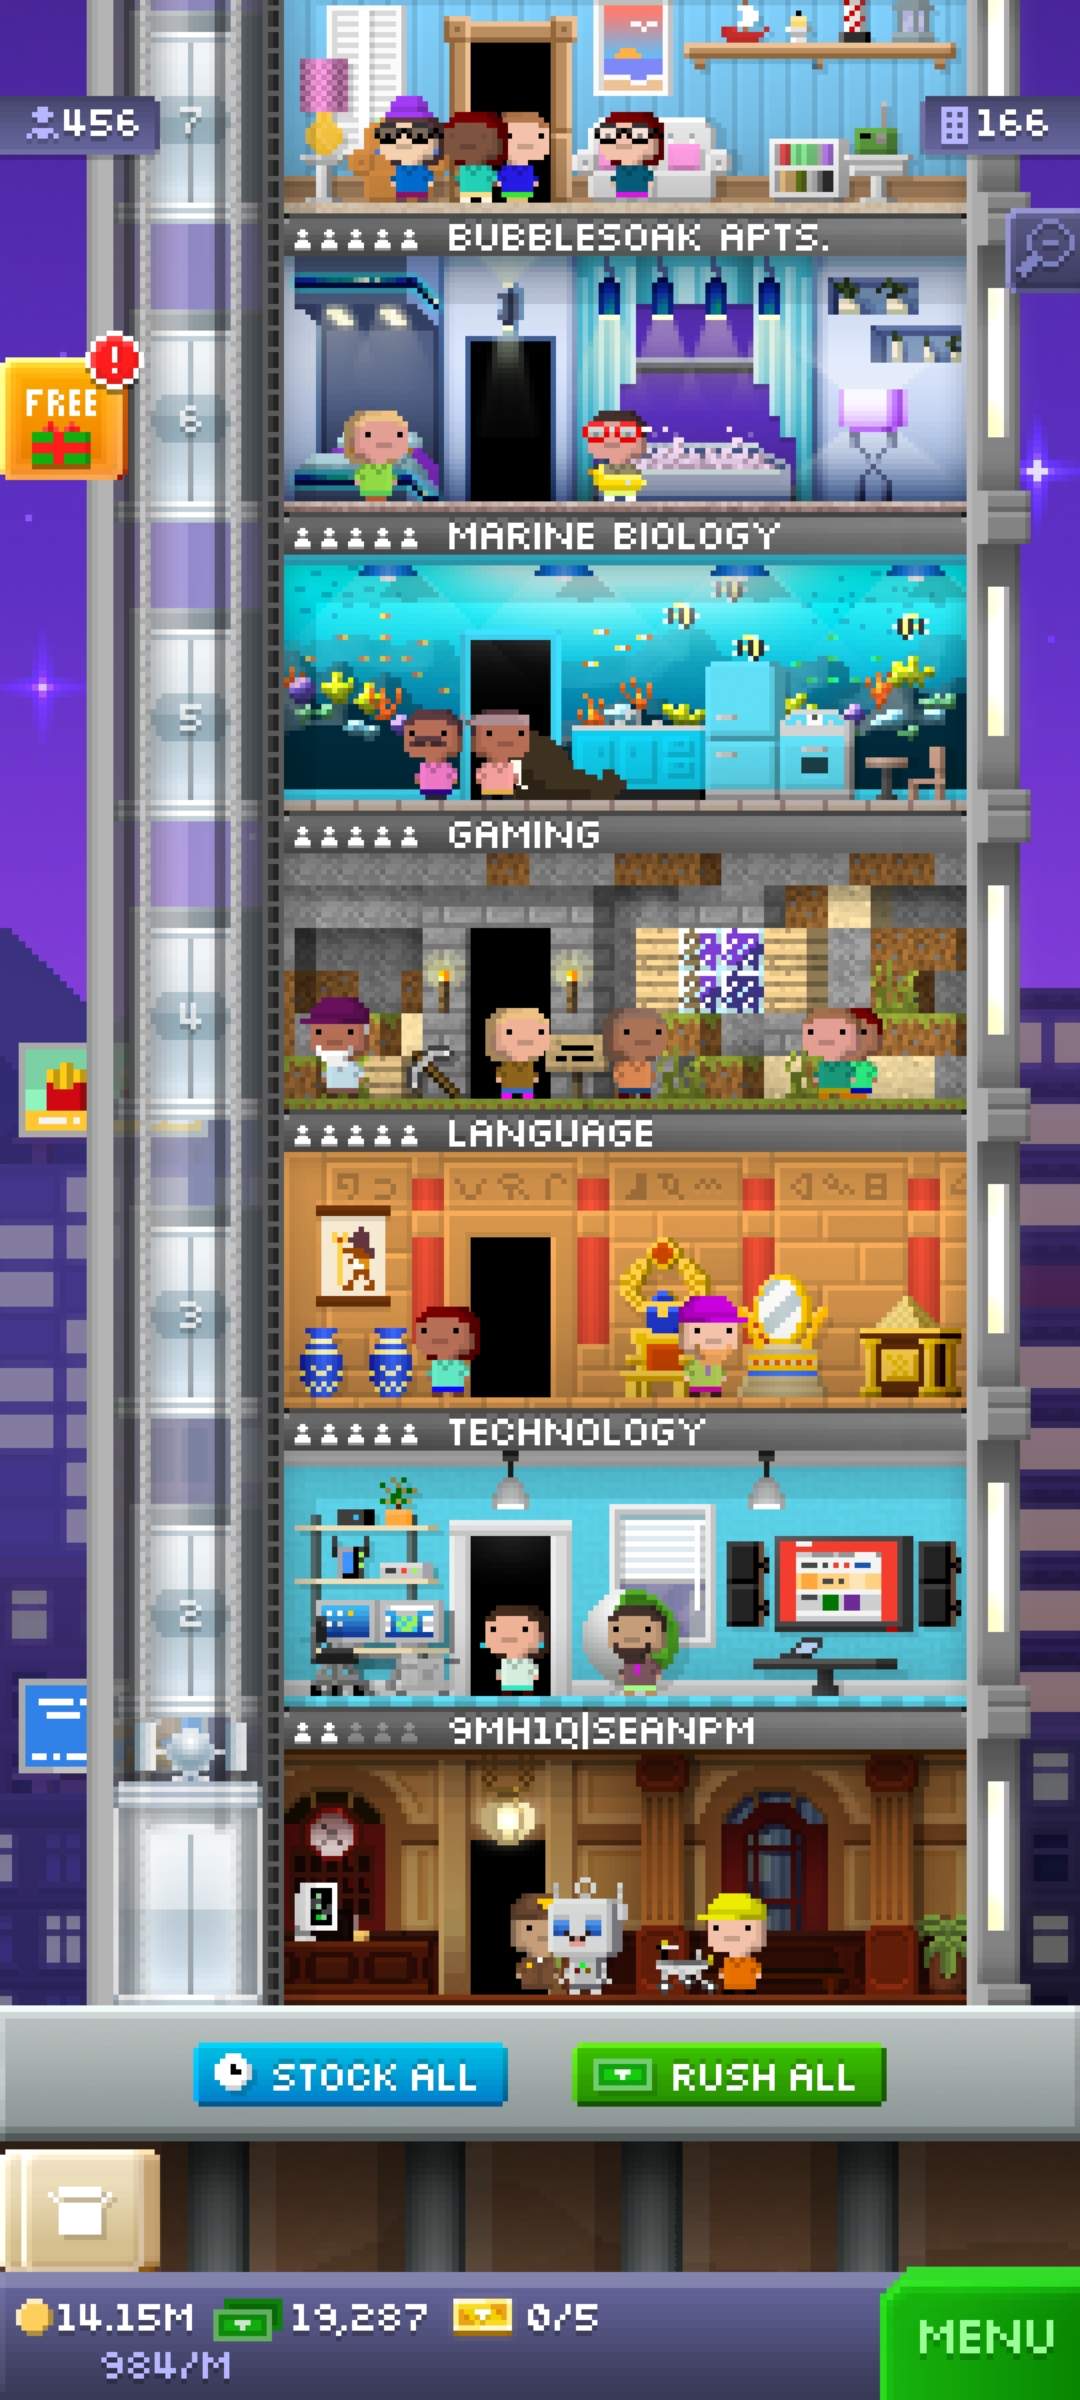 7
456
166
BUBBLESOAK APTS.
FREE
!
6
MARINE BIOLOGY
5
GAMING
4
LANGUAGE
3
TECHNOLOGY
2
9MH1Q|SEANPM
STOCK ALL
RUSH ALL
14.15M
19,287
0/5
984/M
MENU